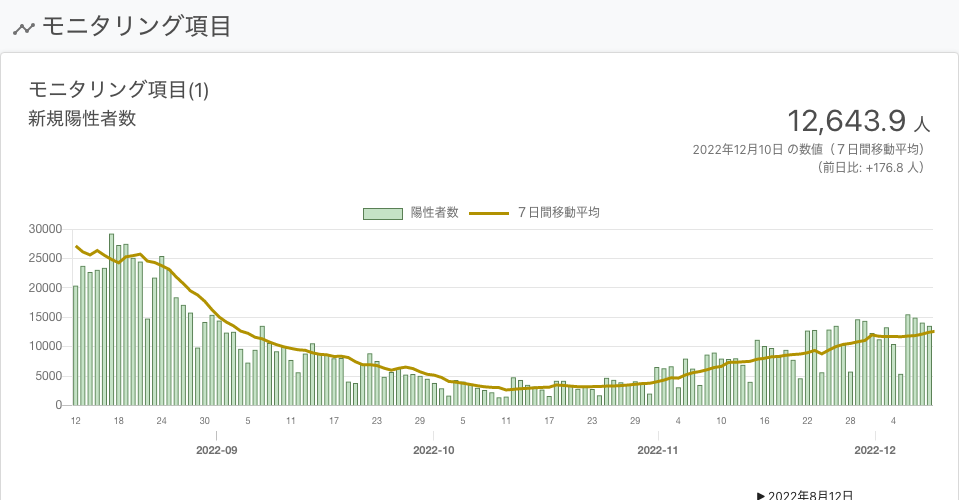 モニタリング項目
モニタリング項目(1)
新規陽性者数
12,643.9 人
2022年12月10日 の数値（７日間移動平均）
（前日比: +176.8 人）
陽性者数 ７日間移動平均
30000
25000
20000
15000
10000
5000
0
12 18 24 30 5 11 17 23 29 5 11 17 23 29 4 10 16 22 28 4
2022-09 2022-10 2022-11 2022-12
▶ 2022年8月12日